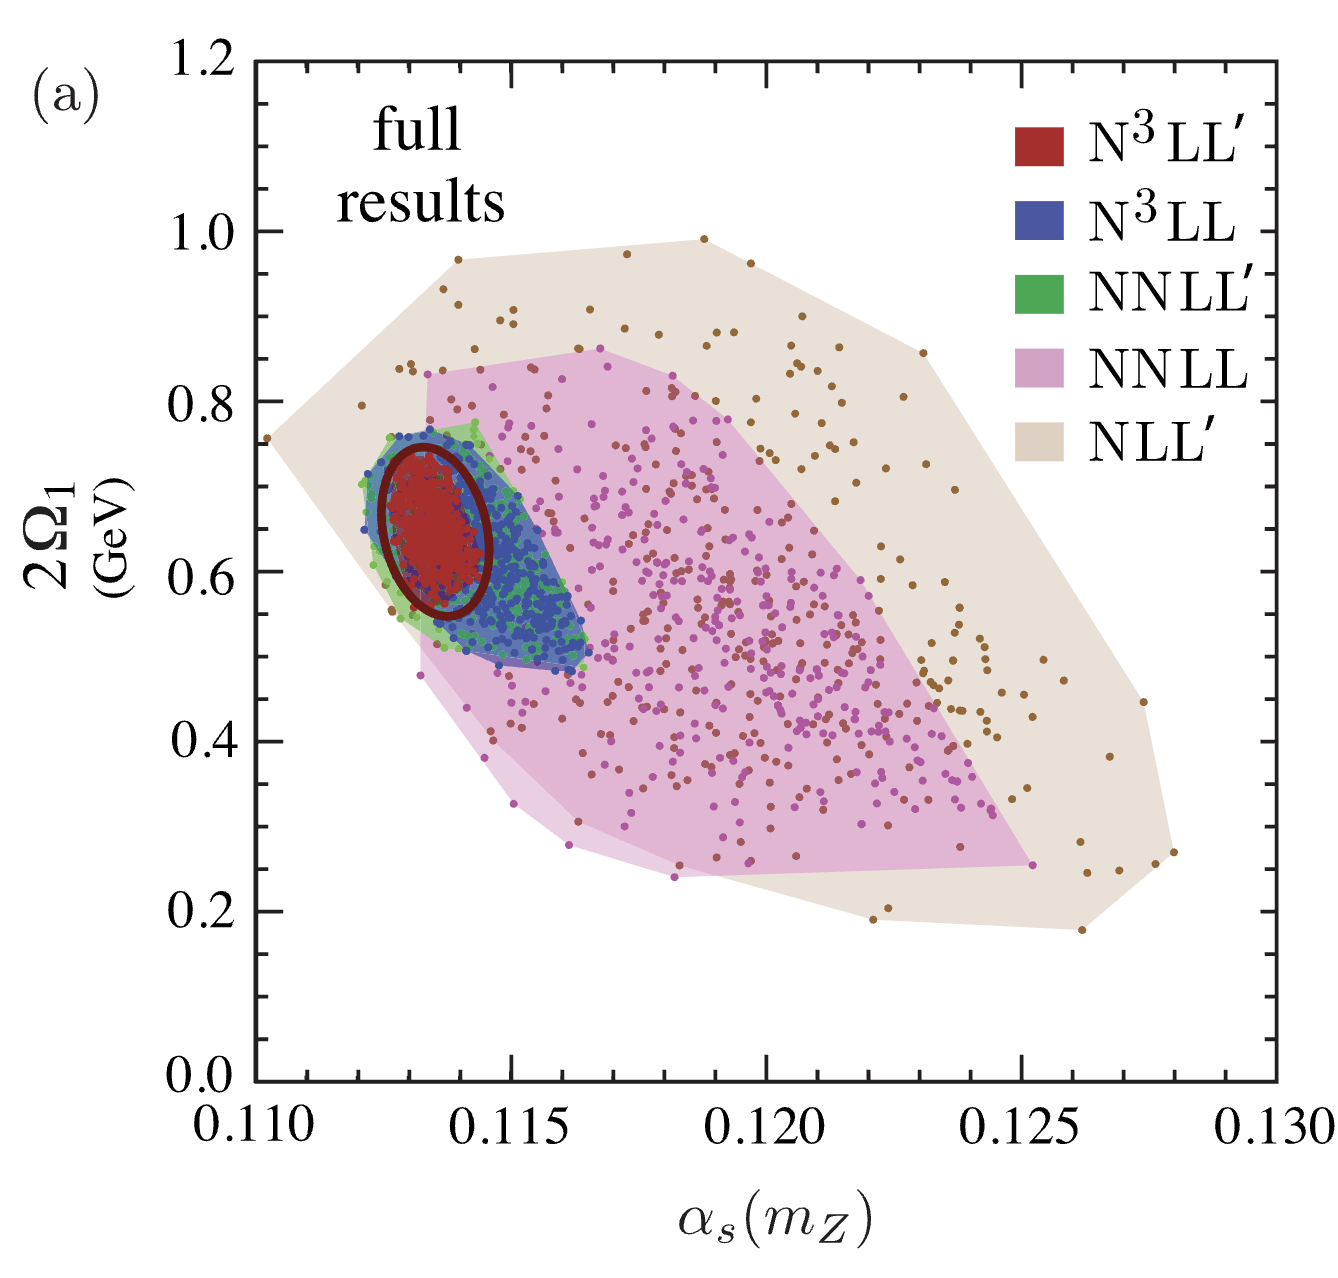 (a)
full
results
N³LL′
N³LL
NNLL′
NNLL
NLL′
1.2
1.0
0.8
0.6
0.4
0.2
0.0
2Ω₁
(GeV)
0.110 0.115 0.120 0.125 0.130
αₛ(m_Z)